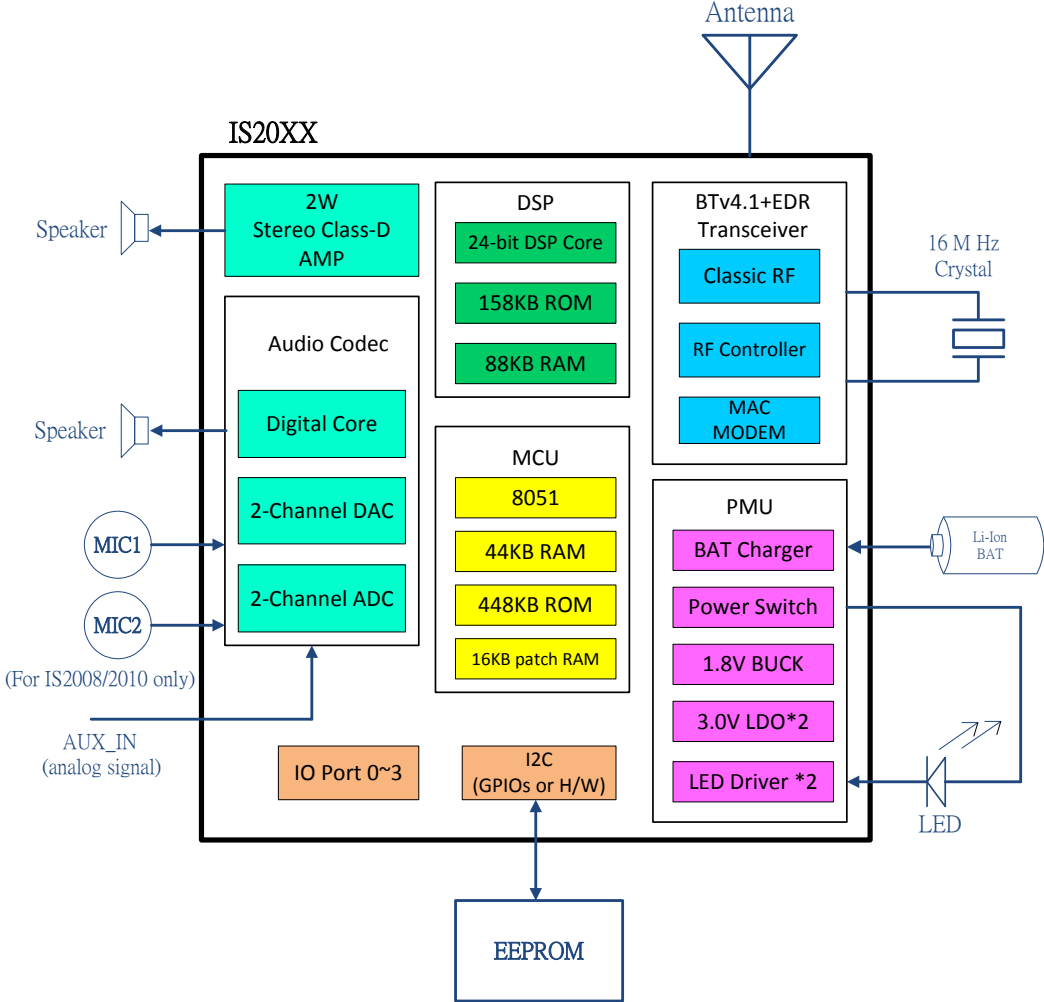 Antenna
IS20XX
2W
Stereo Class-D
AMP
Speaker
DSP
24-bit DSP Core
158KB ROM
88KB RAM
BTv4.1+EDR
Transceiver
Classic RF
RF Controller
MAC
MODEM
16 M Hz
Crystal
Audio Codec
Digital Core
2-Channel DAC
2-Channel ADC
Speaker
MIC1
MIC2
(For IS2008/2010 only)
AUX_IN
(analog signal)
MCU
8051
44KB RAM
448KB ROM
16KB patch RAM
PMU
BAT Charger
Power Switch
1.8V BUCK
3.0V LDO*2
LED Driver *2
Li-Ion
BAT
LED
IO Port 0~3
I2C
(GPIOs or H/W)
EEPROM